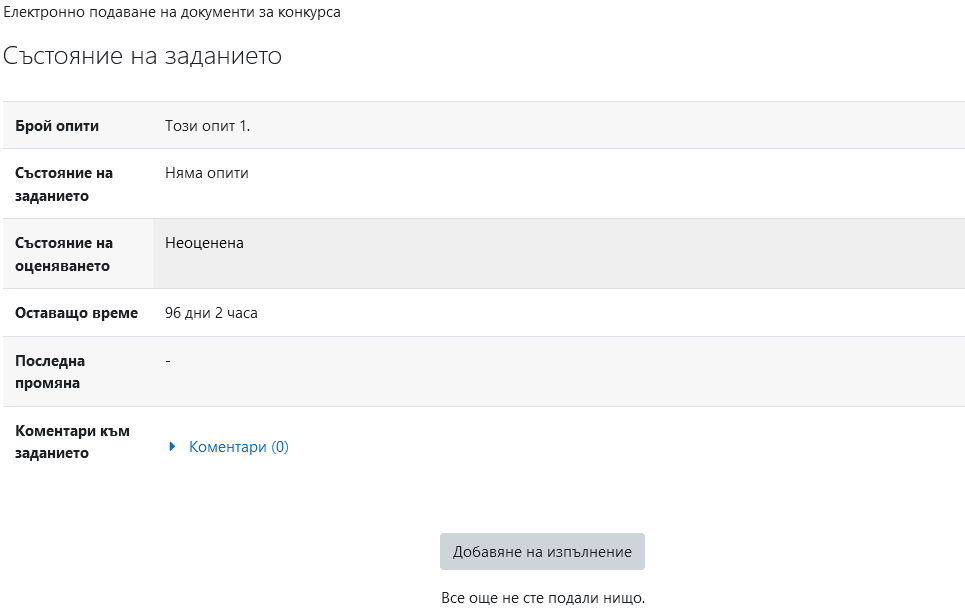 Електронно подаване на документи за конкурса
Състояние на заданието
Брой опити Този опит 1.
Състояние на заданието Няма опити
Състояние на оценяването Неоценена
Оставащо време 96 дни 2 часа
Последна промяна -
Коментари към заданието Коментари (0)
Добавяне на изпълнение
Все още не сте подали нищо.